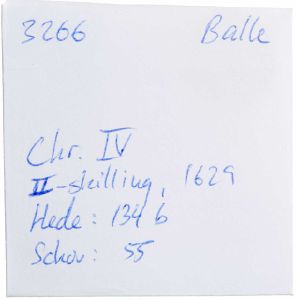 3266 Balle
Chr. IV
II-skilling, 1629
Hede: 134 b
Schou: 55